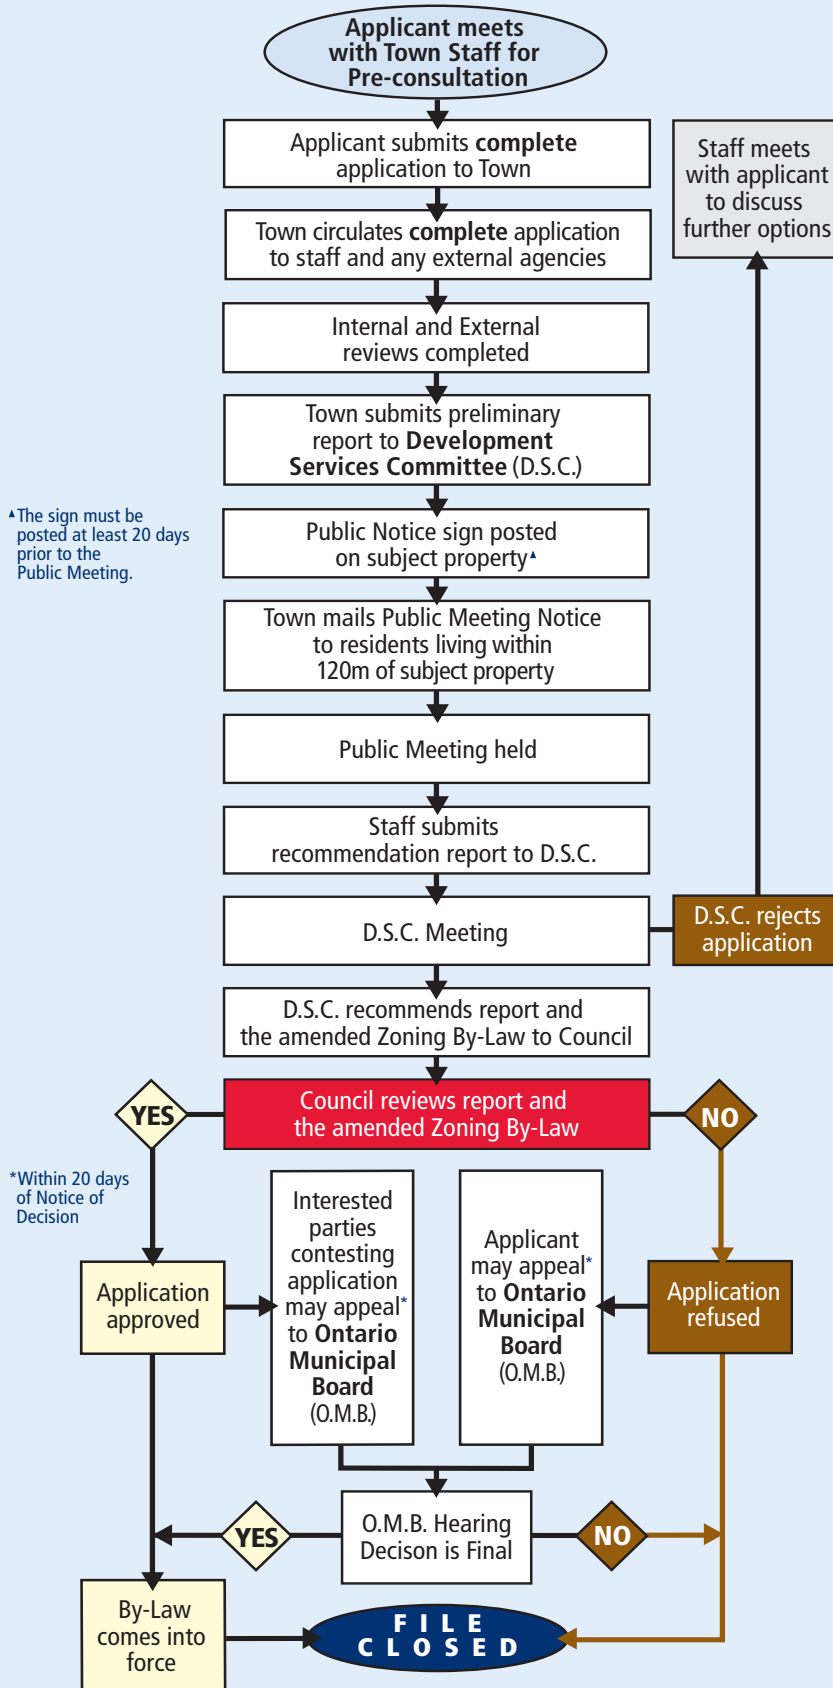 Applicant meets
with Town Staff for
Pre-consultation
Applicant submits complete
application to Town
Staff meets
with applicant
to discuss
further options
Town circulates complete application
to staff and any external agencies
Internal and External
reviews completed
Town submits preliminary
report to Development
Services Committee (D.S.C.)
▲The sign must be
posted at least 20 days
prior to the
Public Meeting.
Public Notice sign posted
on subject property▲
Town mails Public Meeting Notice
to residents living within
120m of subject property
Public Meeting held
Staff submits
recommendation report to D.S.C.
D.S.C. Meeting
D.S.C. rejects
application
D.S.C. recommends report and
the amended Zoning By-Law to Council
YES
Council reviews report and
the amended Zoning By-Law
NO
*Within 20 days
of Notice of
Decision
Application
approved
Interested
parties
contesting
application
may appeal*
to Ontario
Municipal
Board
(O.M.B.)
Applicant
may appeal*
to Ontario
Municipal
Board
(O.M.B.)
Application
refused
YES
O.M.B. Hearing
Decison is Final
NO
By-Law
comes into
force
FILE
CLOSED